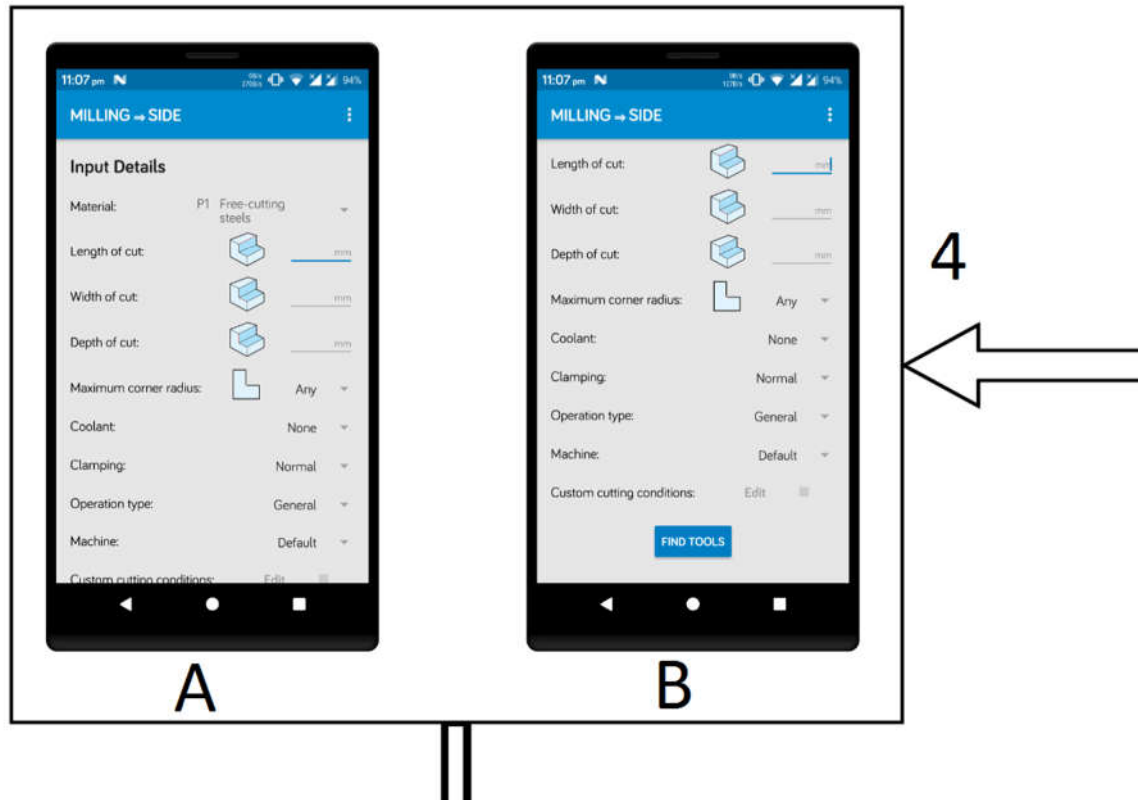 11:07 pm N 94%
MILLING → SIDE
Input Details
Material: P1 Free-cutting
steels
Length of cut: mm
Width of cut: mm
Depth of cut: mm
Maximum corner radius: Any
Coolant: None
Clamping: Normal
Operation type: General
Machine: Default
Custom cutting conditions: Edit
A
11:07 pm N 94%
MILLING → SIDE
Length of cut: mm
Width of cut: mm
Depth of cut: mm
Maximum corner radius: Any
Coolant: None
Clamping: Normal
Operation type: General
Machine: Default
Custom cutting conditions: Edit
FIND TOOLS
B
4